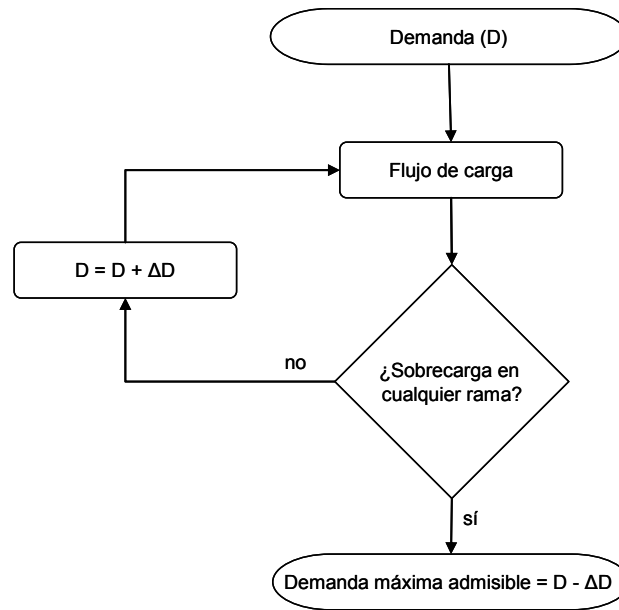 Demanda (D)
Flujo de carga
D = D + ΔD
no
¿Sobrecarga en
cualquier rama?
sí
Demanda máxima admisible = D - ΔD